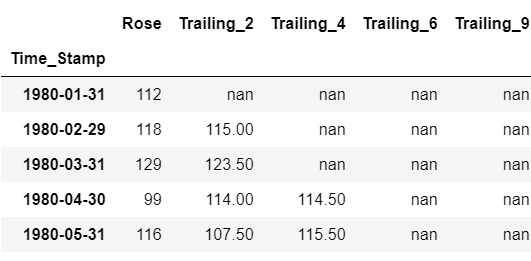 Rose Trailing_2 Trailing_4 Trailing_6 Trailing_9
Time_Stamp
1980-01-31 112 nan nan nan nan
1980-02-29 118 115.00 nan nan nan
1980-03-31 129 123.50 nan nan nan
1980-04-30 99 114.00 114.50 nan nan
1980-05-31 116 107.50 115.50 nan nan